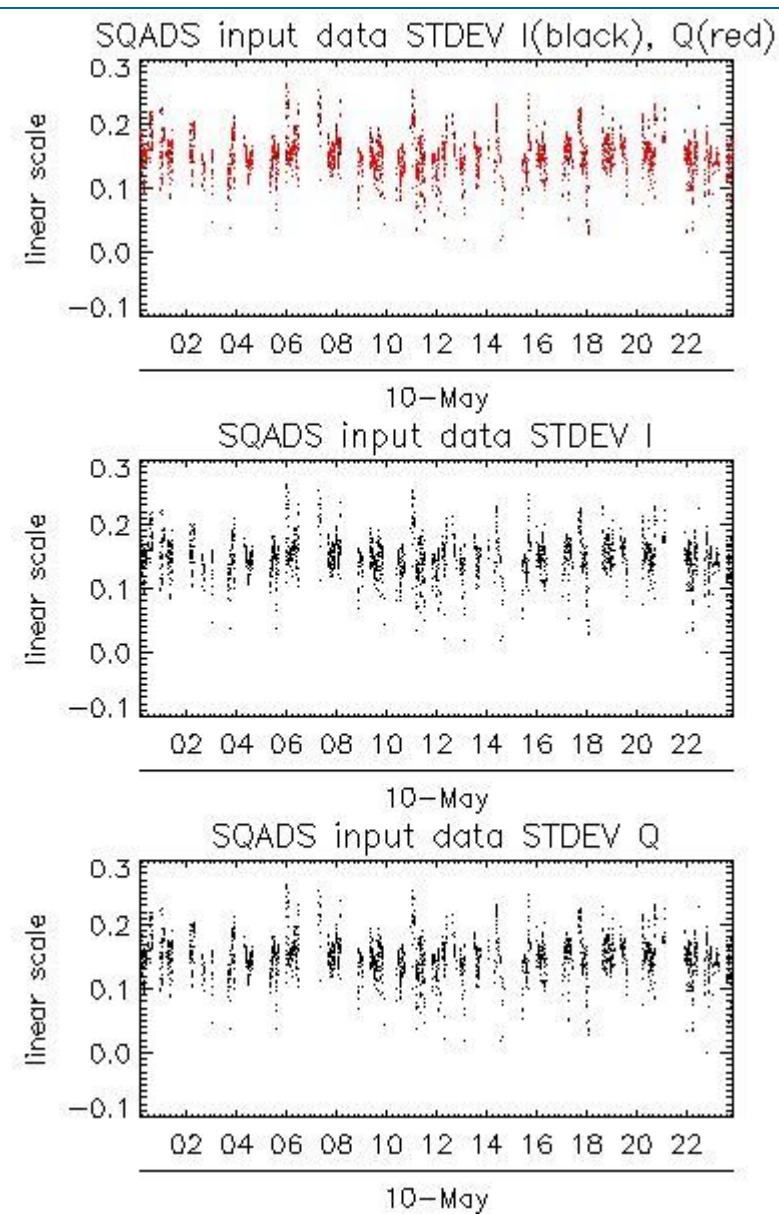 SQADS input data STDEV I(black), Q(red)
0.3
0.2
0.1
0.0
-0.1
linear scale
02 04 06 08 10 12 14 16 18 20 22
10-May
SQADS input data STDEV I
0.3
0.2
0.1
0.0
-0.1
linear scale
02 04 06 08 10 12 14 16 18 20 22
10-May
SQADS input data STDEV Q
0.3
0.2
0.1
0.0
-0.1
linear scale
02 04 06 08 10 12 14 16 18 20 22
10-May